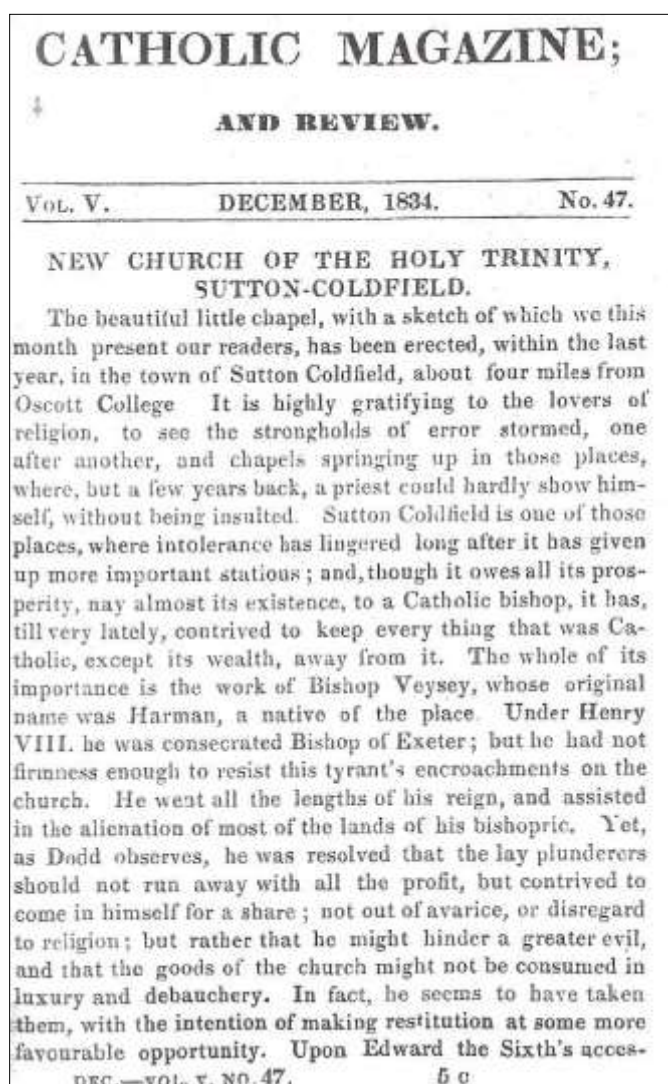 CATHOLIC MAGAZINE;
AND REVIEW.
VOL. V. DECEMBER, 1834. No. 47.
NEW CHURCH OF THE HOLY TRINITY,
SUTTON-COLDFIELD.
The beautiful little chapel, with a sketch of which we this
month present our readers, has been erected, within the last
year, in the town of Sutton Coldfield, about four miles from
Oscott College It is highly gratifying to the lovers of
religion, to see the strongholds of error stormed, one
after another, and chapels springing up in those places,
where, but a few years back, a priest could hardly show him-
self, without being insulted. Sutton Coldfield is one of those
places, where intolerance has lingered long after it has given
up more important stations; and, though it owes all its pros-
perity, nay almost its existence, to a Catholic bishop, it has,
till very lately, contrived to keep every thing that was Ca-
tholic, except its wealth, away from it. The whole of its
importance is the work of Bishop Veysey, whose original
name was Harman, a native of the place. Under Henry
VIII. he was consecrated Bishop of Exeter; but he had not
firmness enough to resist this tyrant's encroachments on the
church. He went all the lengths of his reign, and assisted
in the alienation of most of the lands of his bishopric. Yet,
as Dodd observes, he was resolved that the lay plunderers
should not run away with all the profit, but contrived to
come in himself for a share; not out of avarice, or disregard
to religion; but rather that he might hinder a greater evil,
and that the goods of the church might not be consumed in
luxury and debauchery. In fact, he seems to have taken
them, with the intention of making restitution at some more
favourable opportunity. Upon Edward the Sixth's acces-
DEC.—VOL. V. NO. 47. 5 C